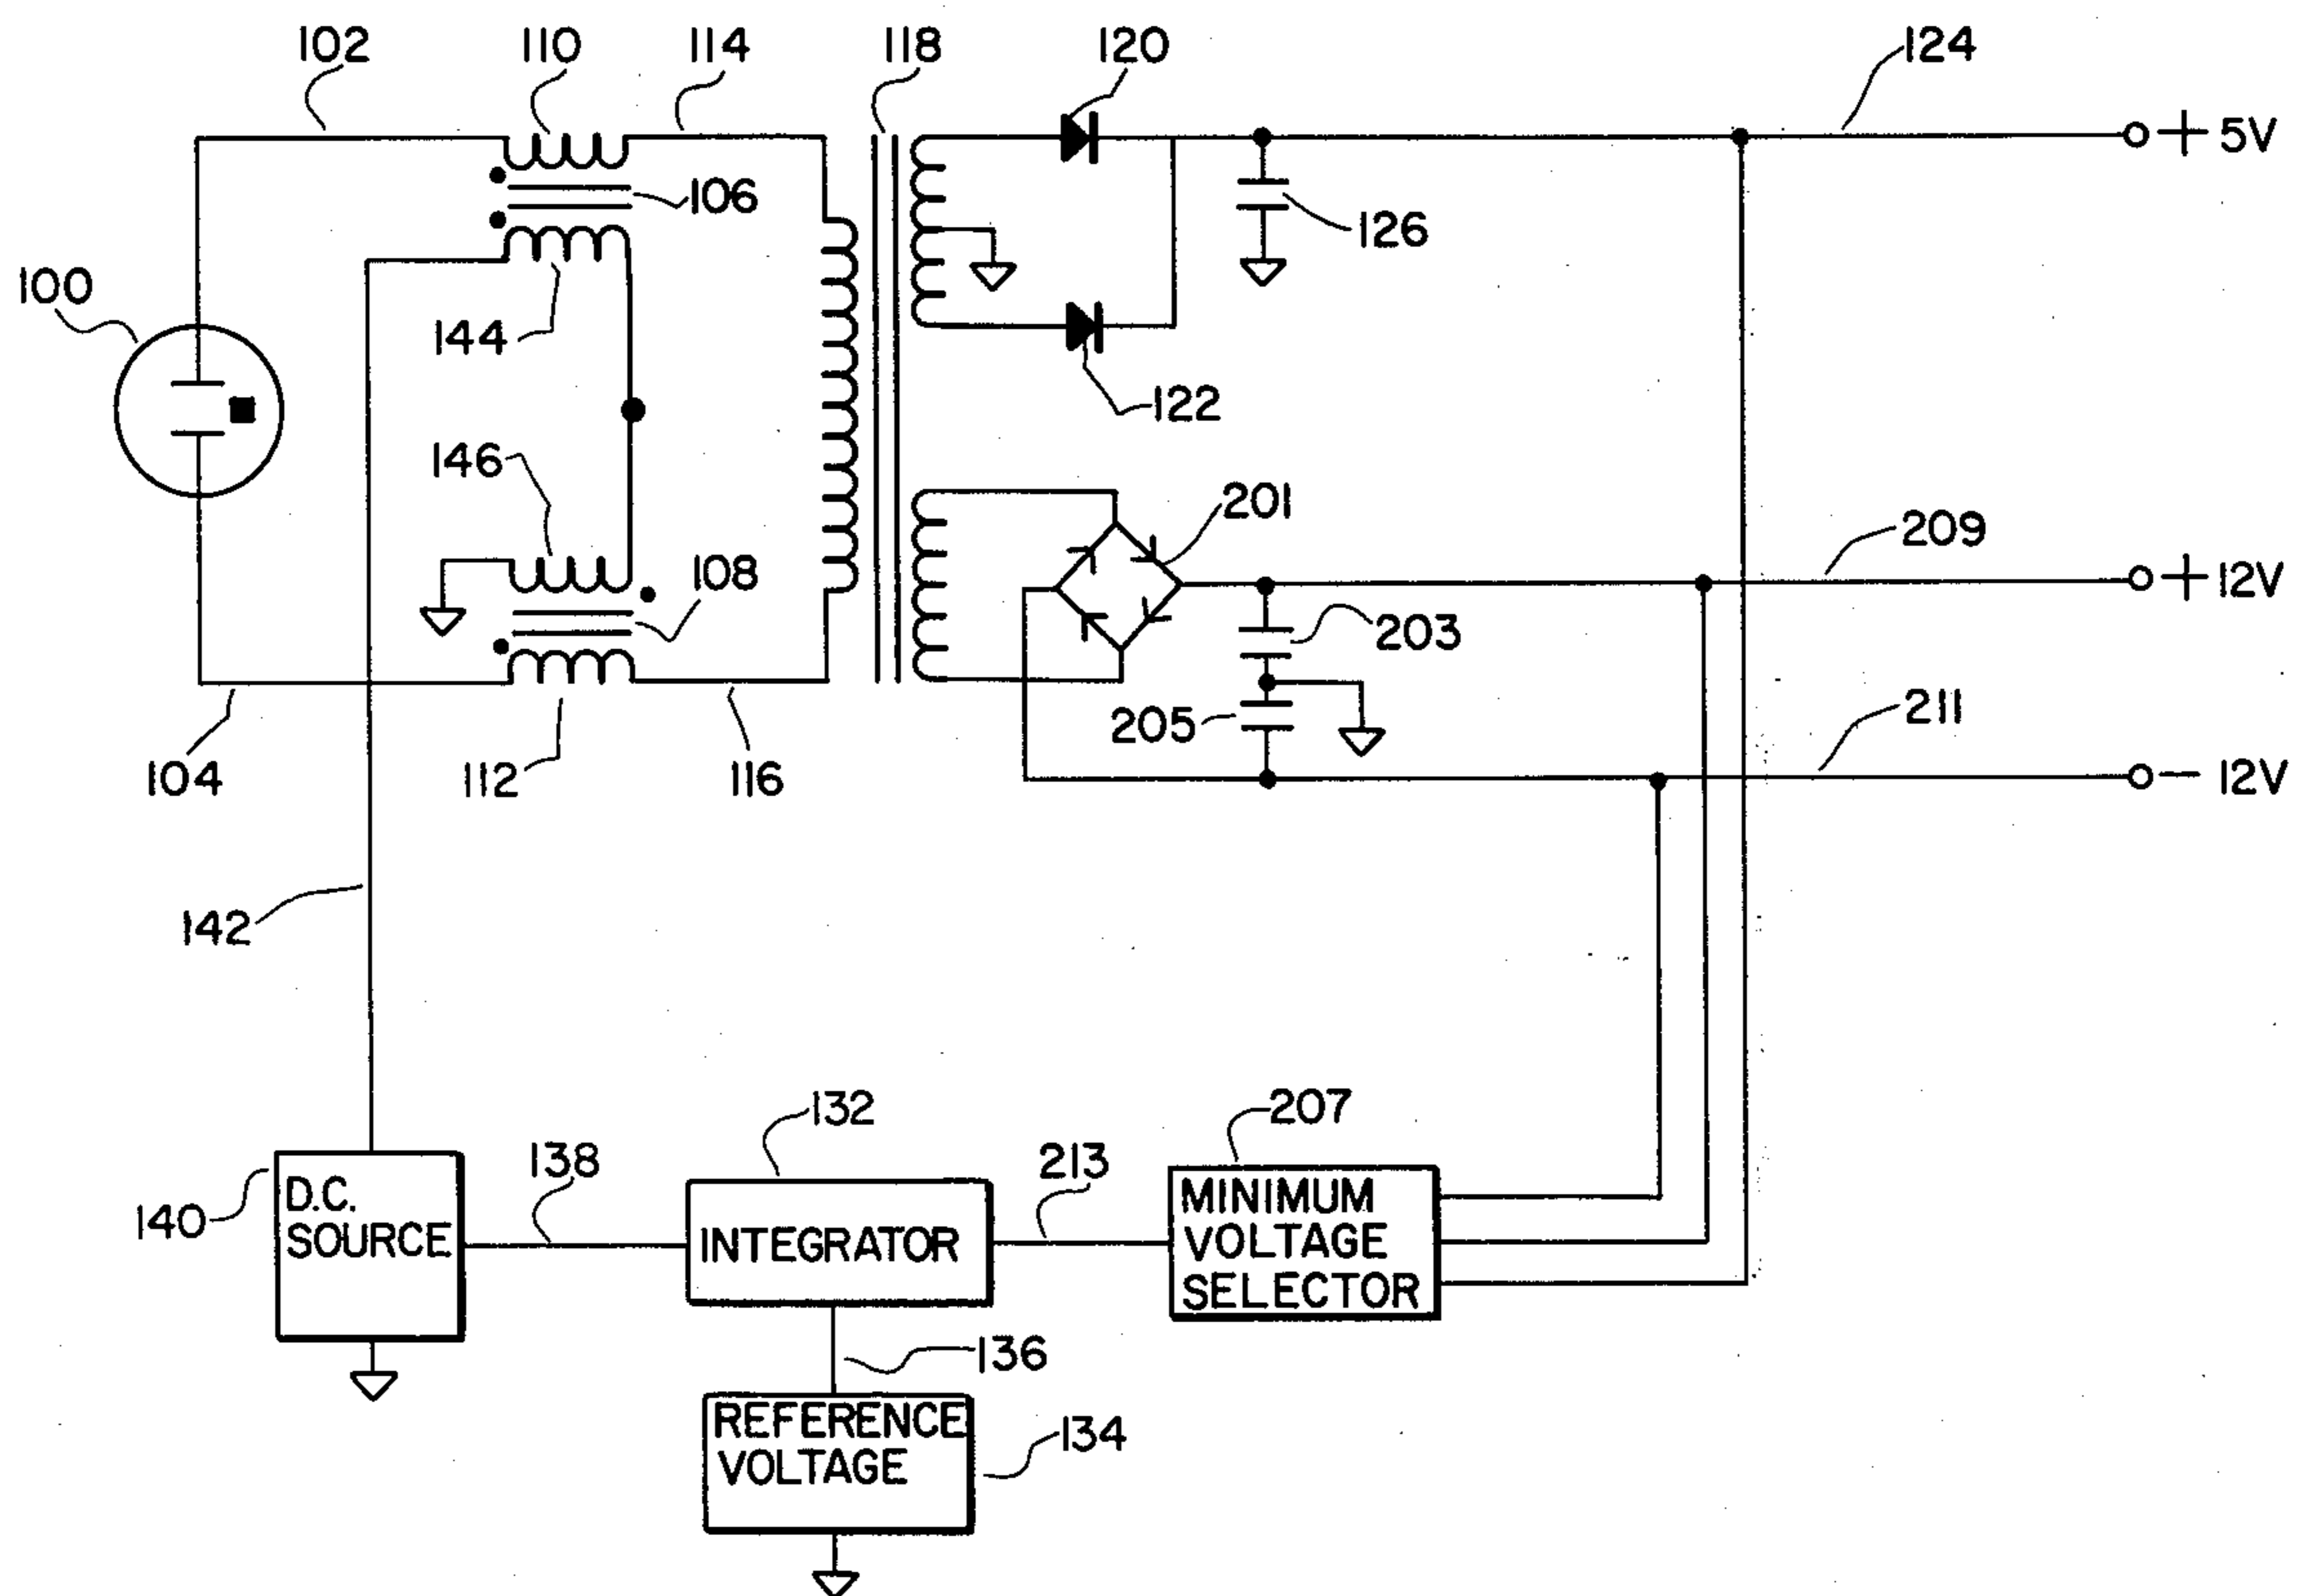 102 110 114 118 120 124
+ 5V
106
126
100
144
122
146
201
209
108
+ 12V
203
205
211
104 112 116
− 12V
142
132
207
138
213
140
D.C.
SOURCE
INTEGRATOR
MINIMUM
VOLTAGE
SELECTOR
136
REFERENCE
VOLTAGE
134